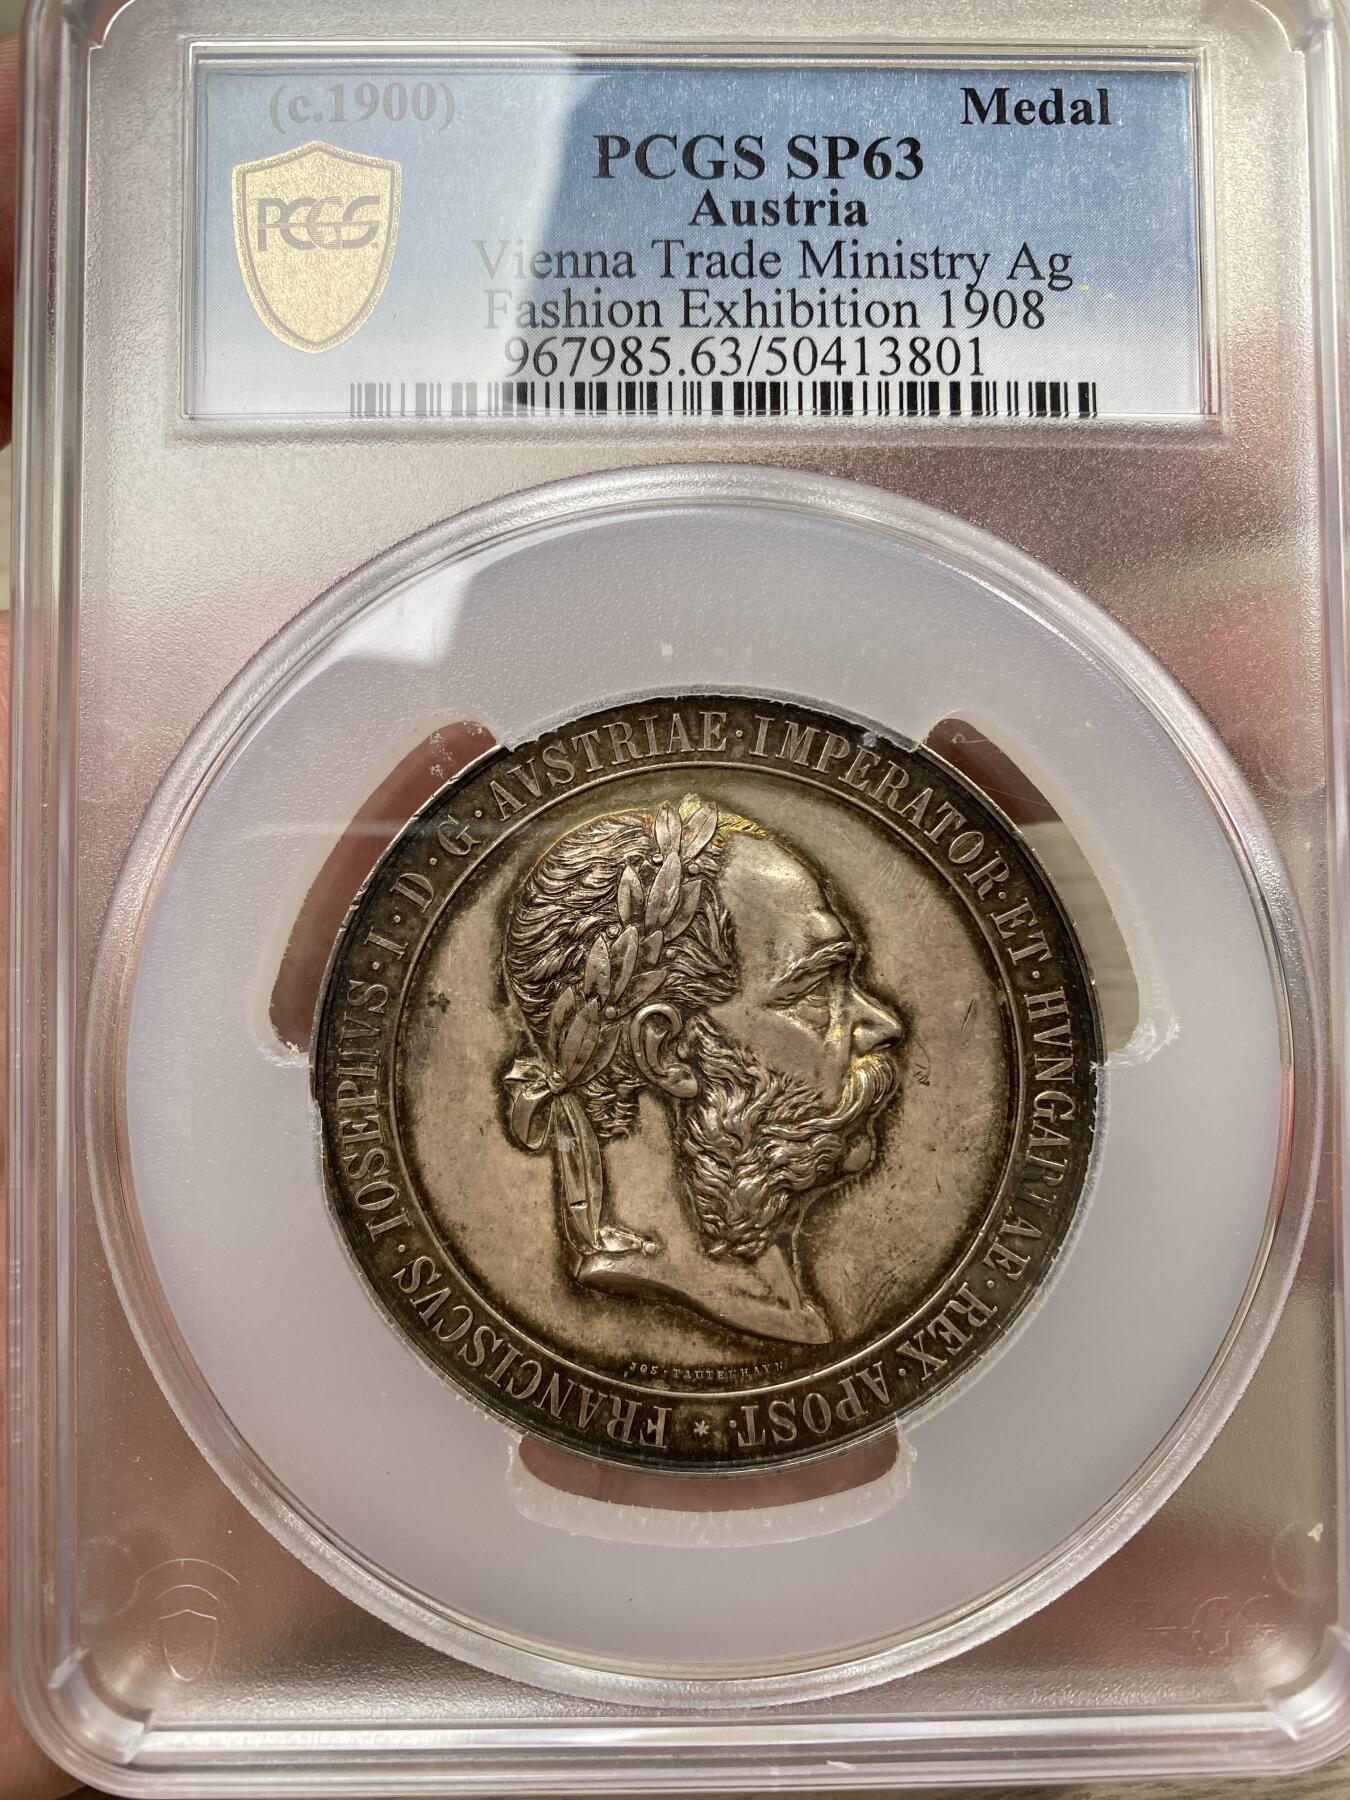 (c.1900) Medal
PCGS SP63
PCGS
Austria
Vienna Trade Ministry Ag
Fashion Exhibition 1908
967985.63/50413801
FRANCISCVS · IOSEPHVS · I · D · G · AVSTRIAE · IMPERATOR · ET · HVNGARIAE · REX · APOST. *
JOS · TAUTENHAYN